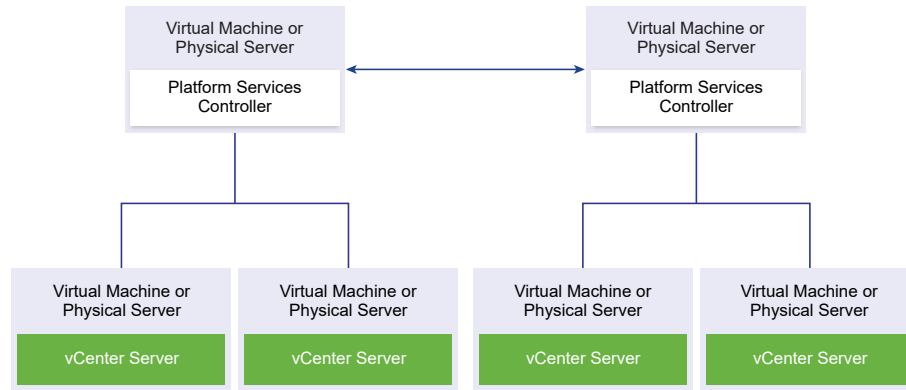 Virtual Machine or
Physical Server
Platform Services
Controller
Virtual Machine or
Physical Server
Platform Services
Controller
Virtual Machine or
Physical Server
vCenter Server
Virtual Machine or
Physical Server
vCenter Server
Virtual Machine or
Physical Server
vCenter Server
Virtual Machine or
Physical Server
vCenter Server